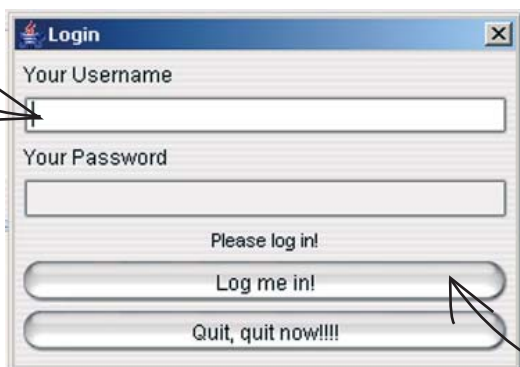 Login
Your Username
Your Password
Please log in!
Log me in!
Quit, quit now!!!!